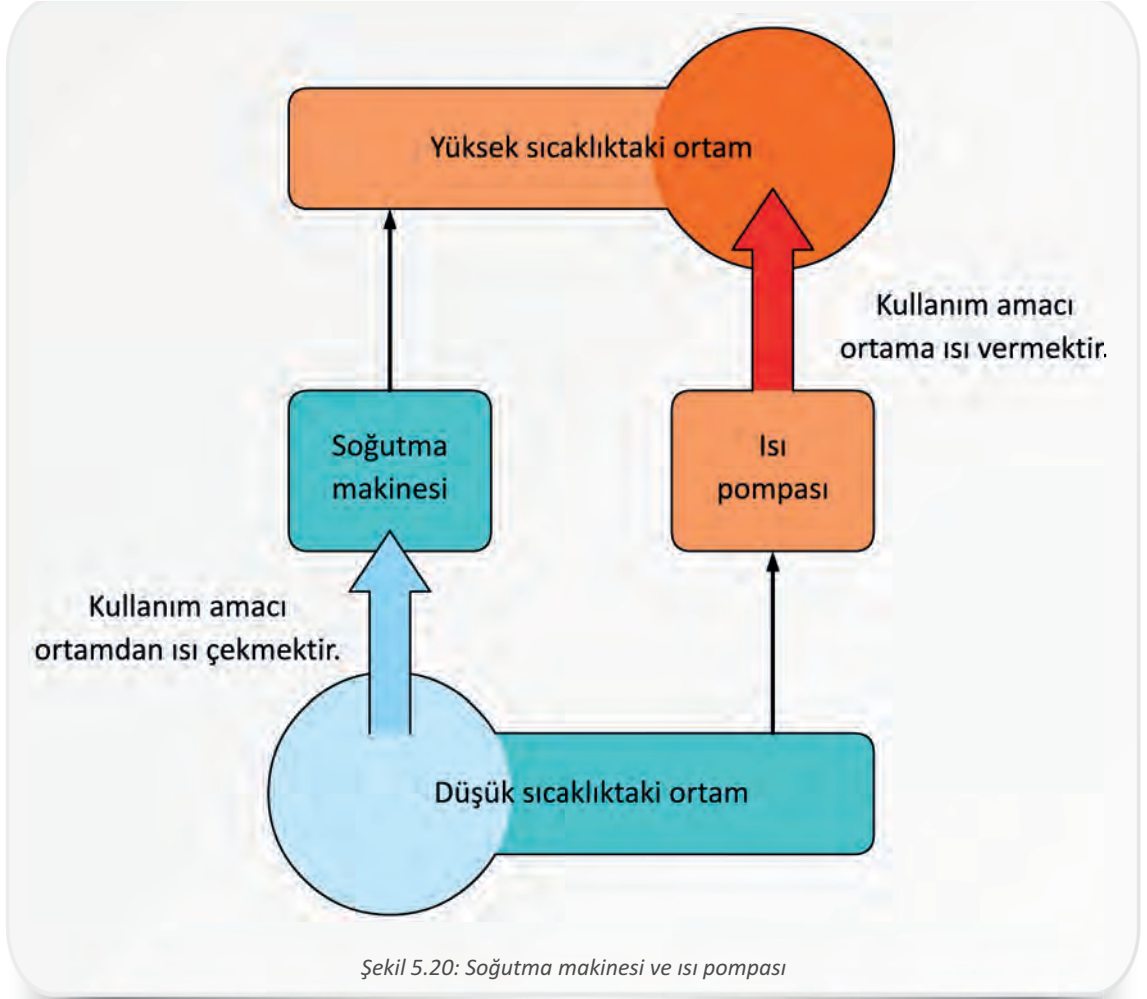 Yüksek sıcaklıktaki ortam
Kullanım amacı
ortama ısı vermektir.
Soğutma
makinesi
Isı
pompası
Kullanım amacı
ortamdan ısı çekmektir.
Düşük sıcaklıktaki ortam
Şekil 5.20: Soğutma makinesi ve ısı pompası